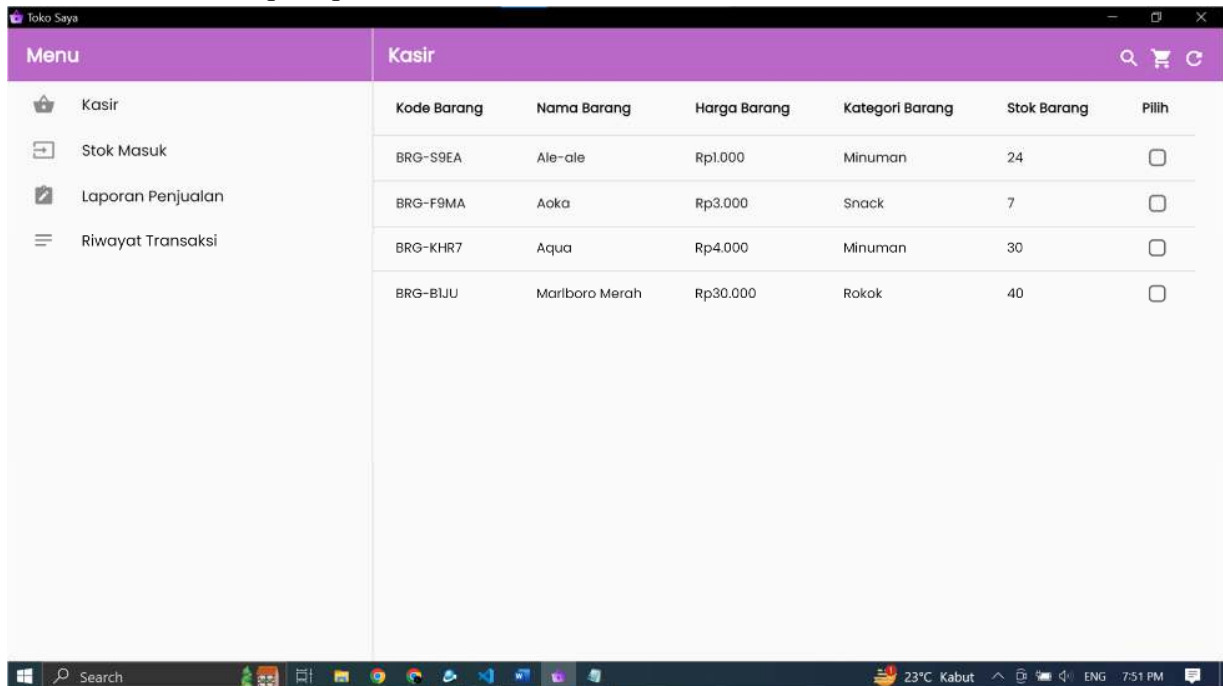 Toko Saya
Menu
Kasir
Kasir
Stok Masuk
Laporan Penjualan
Riwayat Transaksi
Kode Barang Nama Barang Harga Barang Kategori Barang Stok Barang Pilih
BRG-S9EA Ale-ale Rp1.000 Minuman 24
BRG-F9MA Aoka Rp3.000 Snack 7
BRG-KHR7 Aqua Rp4.000 Minuman 30
BRG-B1JU Marlboro Merah Rp30.000 Rokok 40
Search 23°C Kabut ENG 7:51 PM